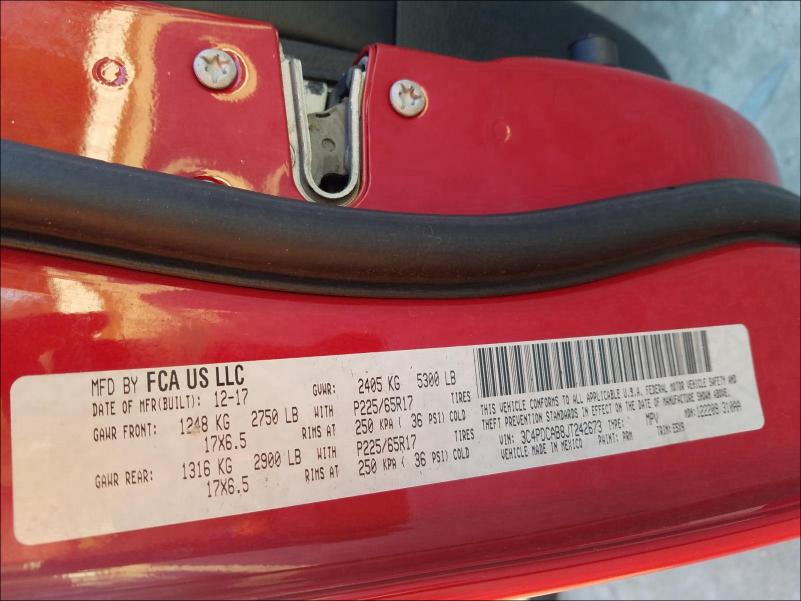 MFD BY FCA US LLC
DATE OF MFR(BUILT): 12-17 GVWR: 2405 KG 5300 LB
GAWR FRONT: 1248 KG 2750 LB WITH P225/65R17 TIRES
17X6.5 RIMS AT 250 KPA( 36 PSI) COLD
GAWR REAR: 1316 KG 2900 LB WITH P225/65R17 TIRES
17X6.5 RIMS AT 250 KPA( 36 PSI) COLD
THIS VEHICLE CONFORMS TO ALL APPLICABLE U.S.A. FEDERAL MOTOR VEHICLE SAFETY AND
THEFT PREVENTION STANDARDS IN EFFECT ON THE DATE OF MANUFACTURE SHOWN ABOVE.
VIN: 3C4PDCAB8JT242673 TYPE: MPV MDH: 122209 310AA
VEHICLE MADE IN MEXICO PAINT: PRM TRIM: